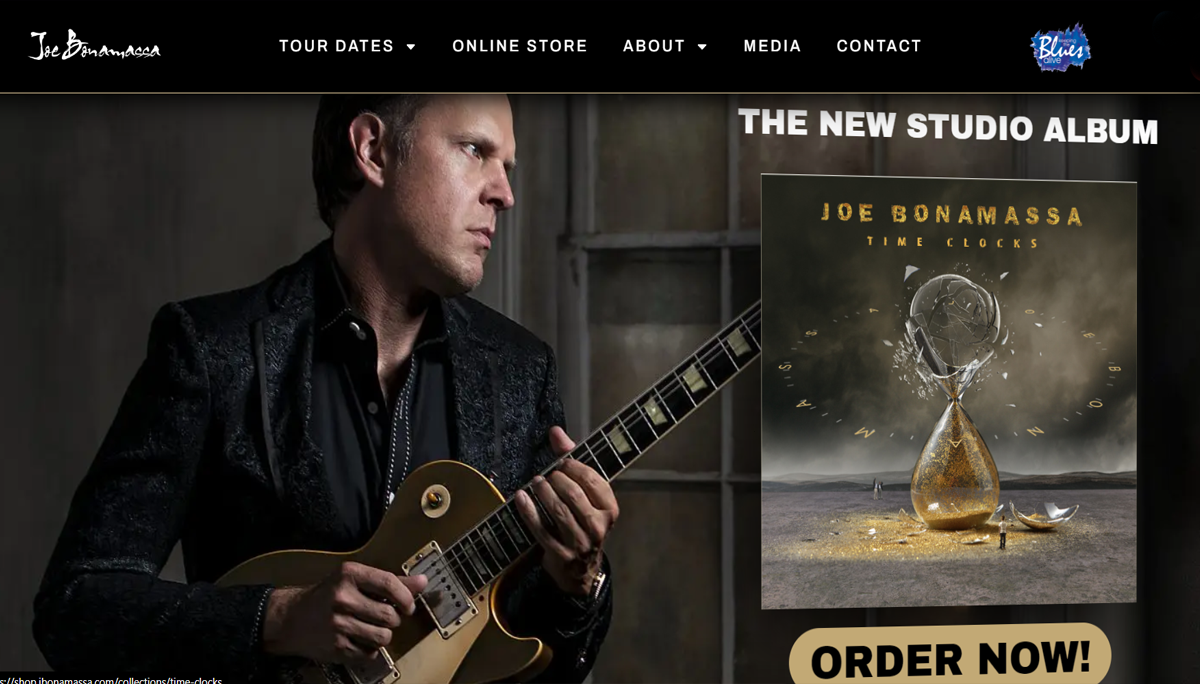 Joe Bonamassa
TOUR DATES
ONLINE STORE
ABOUT
MEDIA
CONTACT
keeping
the
Blues
alive
THE NEW STUDIO ALBUM
JOE BONAMASSA
TIME CLOCKS
ORDER NOW!
s://shop.jbonamassa.com/collections/time-clocks